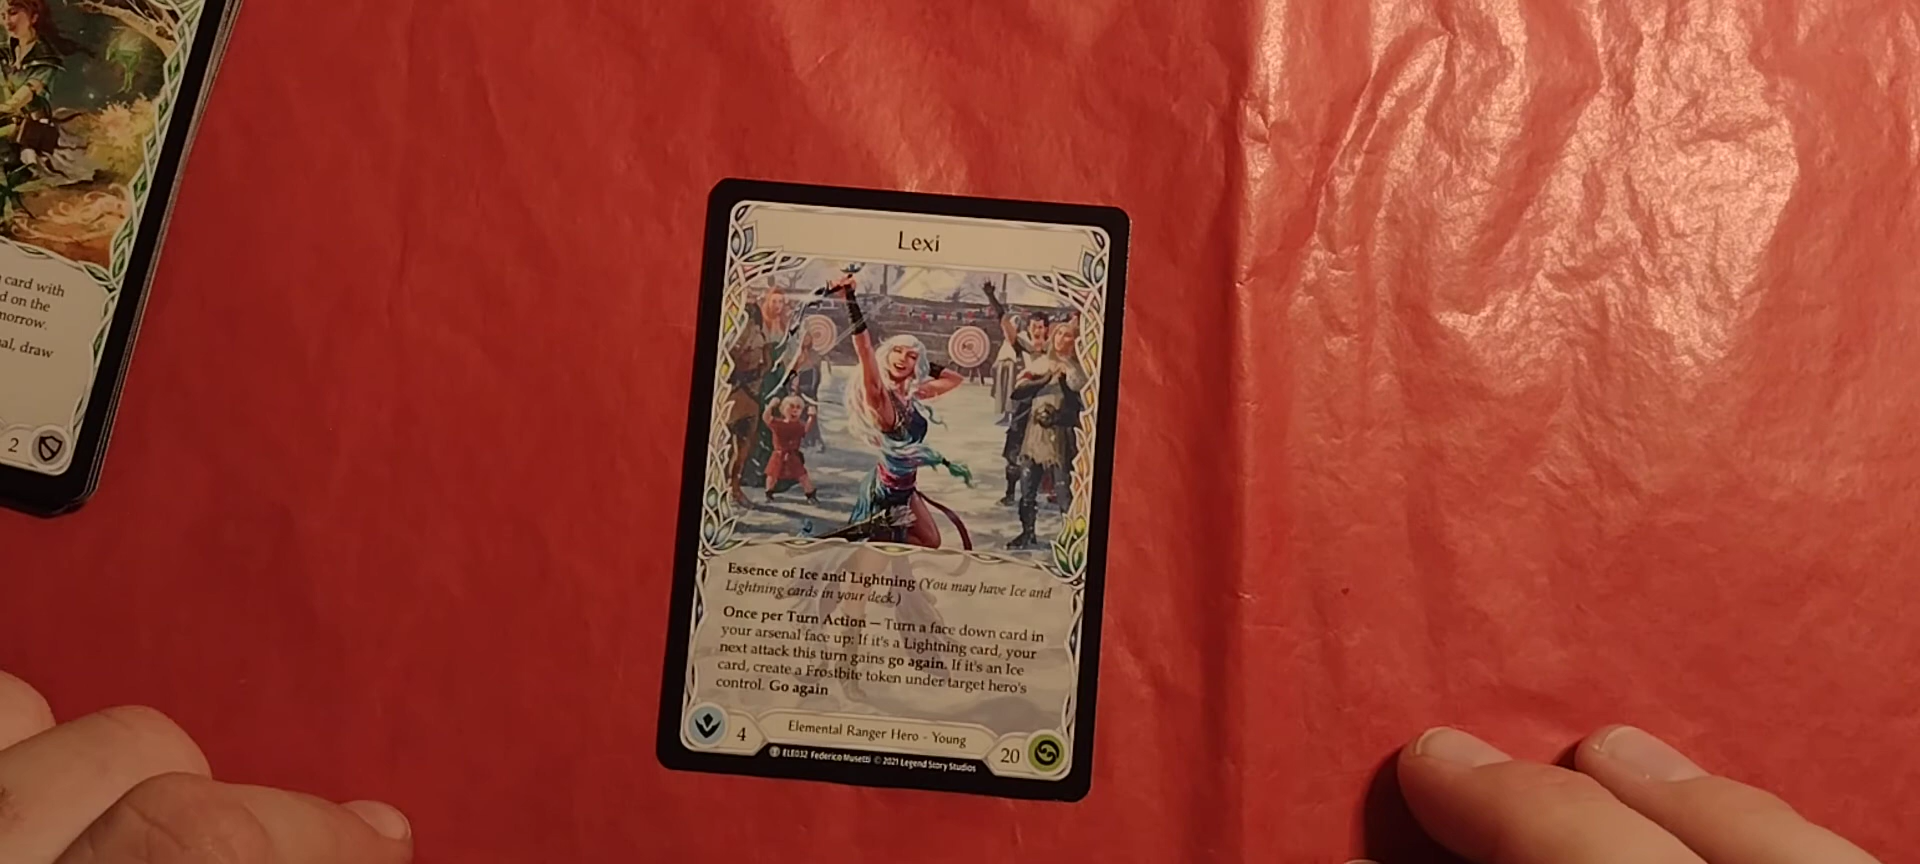 card with
d on the
morrow.
al, draw
2
Lexi
Essence of Ice and Lightning (You may have Ice and
Lightning cards in your deck.)
Once per Turn Action — Turn a face down card in
your arsenal face up: If it's a Lightning card, your
next attack this turn gains go again. If it's an Ice
card, create a Frostbite token under target hero's
control. Go again
4
Elemental Ranger Hero - Young
20
ELE032 Federico Musetti © 2021 Legend Story Studios